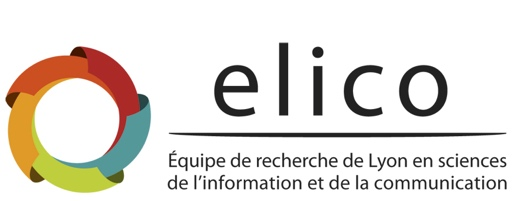 elico
Équipe de recherche de Lyon en sciences
de l'information et de la communication